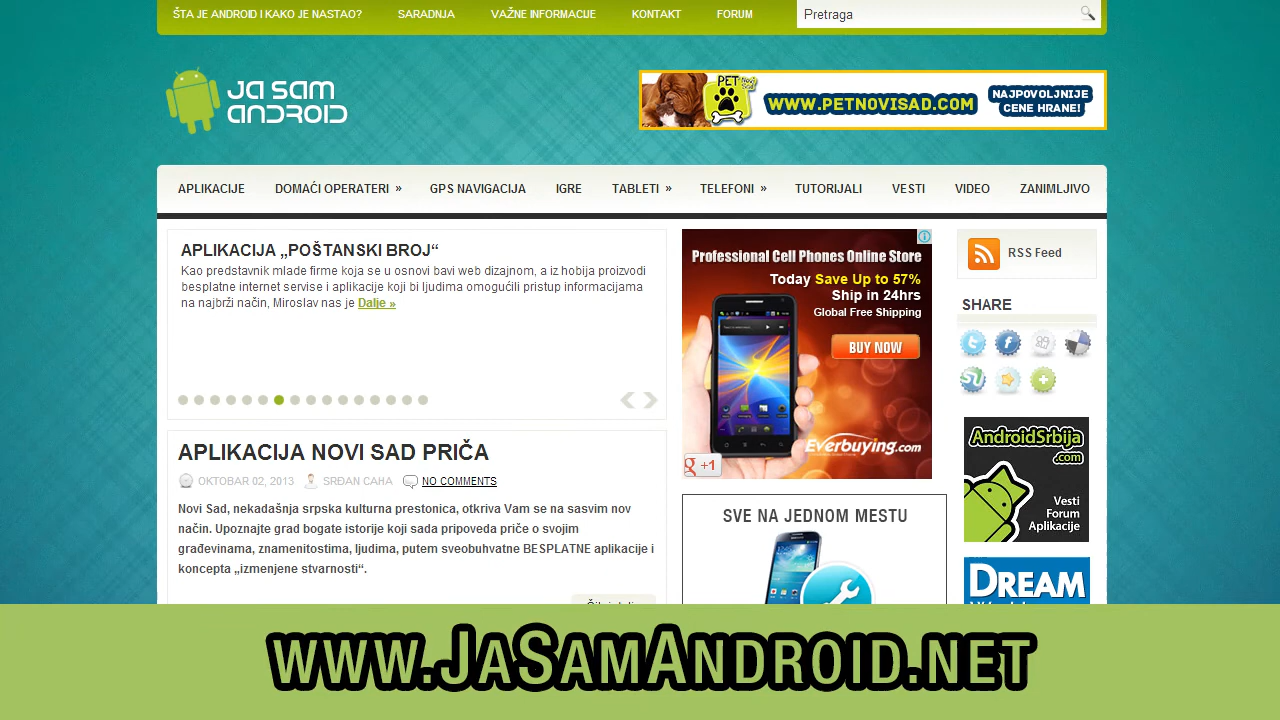 ŠTA JE ANDROID I KAKO JE NASTAO? SARADNJA VAŽNE INFORMACIJE KONTAKT FORUM Pretraga
JA SAM
ANDROID
PET
WWW.PETNOVISAD.COM
NAJPOVOLJNIJE
CENE HRANE!
APLIKACIJE DOMAĆI OPERATERI » GPS NAVIGACIJA IGRE TABLETI » TELEFONI » TUTORIJALI VESTI VIDEO ZANIMLJIVO
APLIKACIJA „POŠTANSKI BROJ“
Kao predstavnik mlade firme koja se u osnovi bavi web dizajnom, a iz hobija proizvodi
besplatne internet servise i aplikacije koji bi ljudima omogućili pristup informacijama
na najbrži način, Miroslav nas je Dalje »
APLIKACIJA NOVI SAD PRIČA
OKTOBAR 02, 2013 SRĐAN CAHA NO COMMENTS
Novi Sad, nekadašnja srpska kulturna prestonica, otkriva Vam se na sasvim nov
način. Upoznajte grad bogate istorije koji sada pripoveda priče o svojim
građevinama, znamenitostima, ljudima, putem sveobuhvatne BESPLATNE aplikacije i
koncepta „izmenjene stvarnosti“.
Professional Cell Phones Online Store
Today Save Up to 57%
Ship in 24hrs
Global Free Shipping
BUY NOW
Everbuying.com
g +1
SVE NA JEDNOM MESTU
RSS Feed
SHARE
AndroidSrbija
.com
Vesti
Forum
Aplikacije
DREAM
WWW.JASAMANDROID.NET